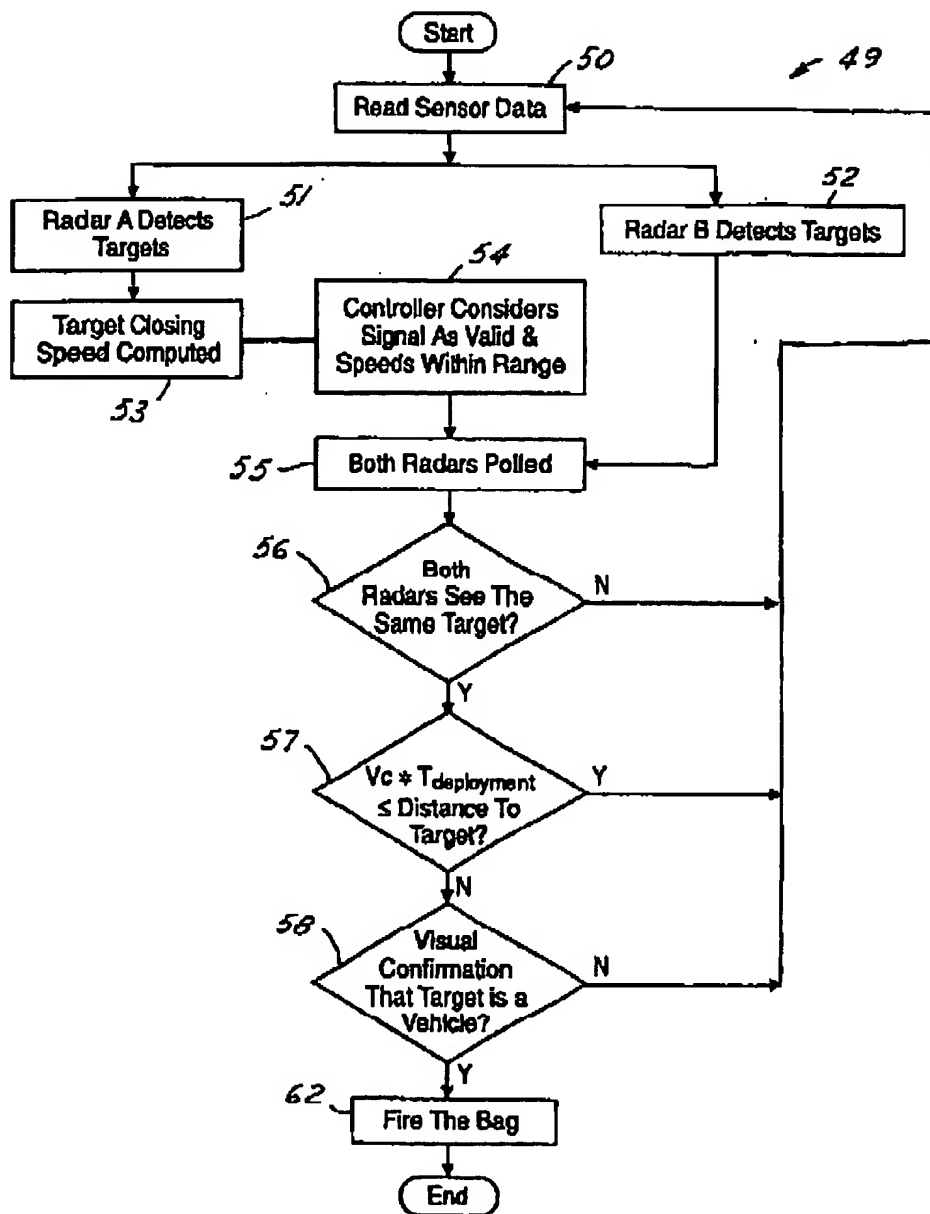 Start
50
49
Read Sensor Data
51
52
Radar A Detects
Targets
Radar B Detects Targets
54
Target Closing
Speed Computed
Controller Considers
Signal As Valid &
Speeds Within Range
53
55
Both Radars Polled
56
Both
Radars See The
Same Target?
N
Y
57
Vc * Tdeployment
≤ Distance To
Target?
Y
N
58
Visual
Confirmation
That Target is a
Vehicle?
N
Y
62
Fire The Bag
End